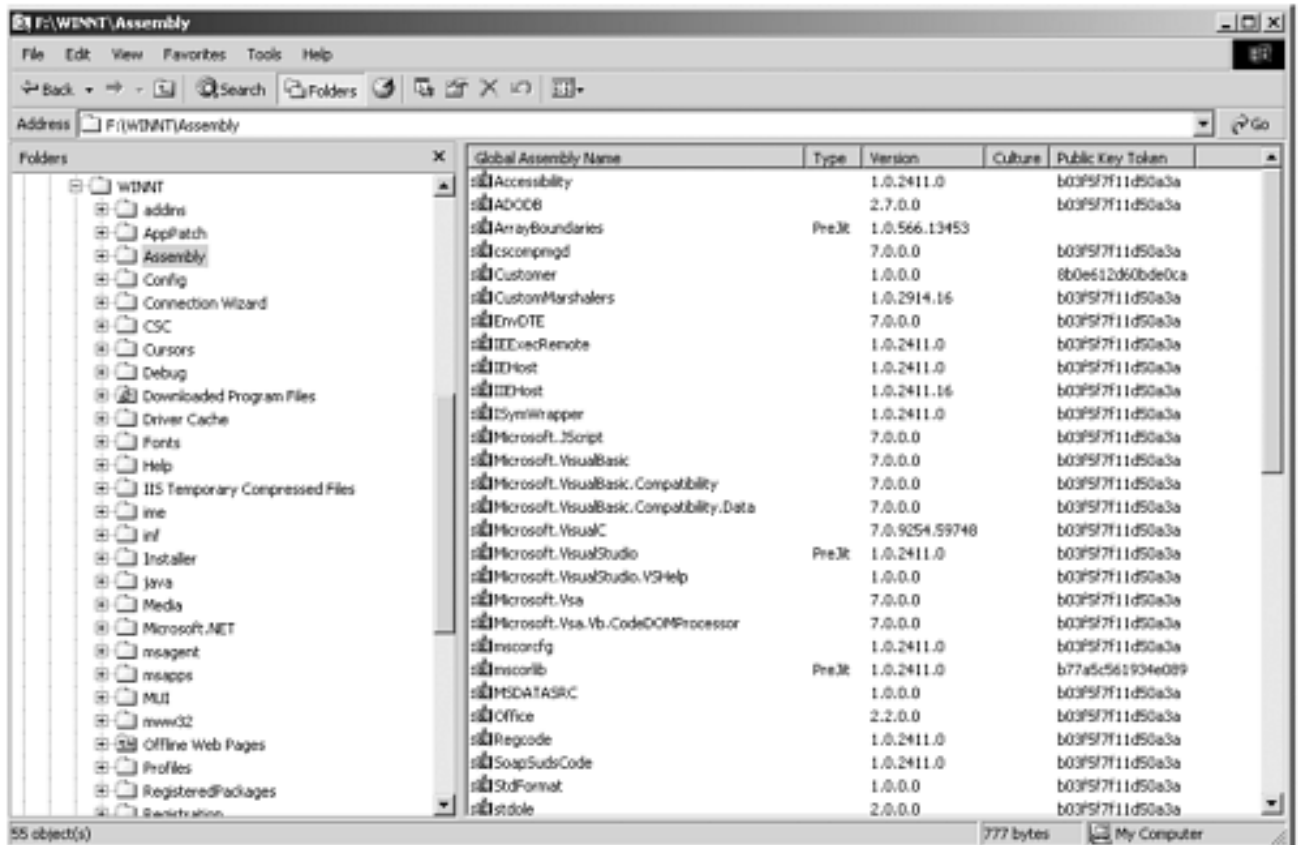 F:\WINNT\Assembly
File Edit View Favorites Tools Help
Back Search Folders
Address F:\WINNT\Assembly Go
Folders
WINNT
addins
AppPatch
Assembly
Config
Connection Wizard
CSC
Cursors
Debug
Downloaded Program Files
Driver Cache
Fonts
Help
IIS Temporary Compressed Files
ime
inf
Installer
java
Media
Microsoft.NET
msagent
msapps
MUI
mww32
Offline Web Pages
Profiles
RegisteredPackages
Registration
Global Assembly Name Type Version Culture Public Key Token
Accessibility 1.0.2411.0 b03f5f7f11d50a3a
ADODB 2.7.0.0 b03f5f7f11d50a3a
ArrayBoundaries PreJit 1.0.566.13453
cscompmgd 7.0.0.0 b03f5f7f11d50a3a
Customer 1.0.0.0 8b0e612d60bde0ca
CustomMarshalers 1.0.2914.16 b03f5f7f11d50a3a
EnvDTE 7.0.0.0 b03f5f7f11d50a3a
IEExecRemote 1.0.2411.0 b03f5f7f11d50a3a
IEHost 1.0.2411.0 b03f5f7f11d50a3a
IIEHost 1.0.2411.16 b03f5f7f11d50a3a
ISymWrapper 1.0.2411.0 b03f5f7f11d50a3a
Microsoft.JScript 7.0.0.0 b03f5f7f11d50a3a
Microsoft.VisualBasic 7.0.0.0 b03f5f7f11d50a3a
Microsoft.VisualBasic.Compatibility 7.0.0.0 b03f5f7f11d50a3a
Microsoft.VisualBasic.Compatibility.Data 7.0.0.0 b03f5f7f11d50a3a
Microsoft.VisualC 7.0.9254.59748 b03f5f7f11d50a3a
Microsoft.VisualStudio PreJit 1.0.2411.0 b03f5f7f11d50a3a
Microsoft.VisualStudio.VSHelp 1.0.0.0 b03f5f7f11d50a3a
Microsoft.Vsa 7.0.0.0 b03f5f7f11d50a3a
Microsoft.Vsa.Vb.CodeDOMProcessor 7.0.0.0 b03f5f7f11d50a3a
mscorcfg 1.0.2411.0 b03f5f7f11d50a3a
mscorlib PreJit 1.0.2411.0 b77a5c561934e089
MSDATASRC 1.0.0.0 b03f5f7f11d50a3a
Office 2.2.0.0 b03f5f7f11d50a3a
Regcode 1.0.2411.0 b03f5f7f11d50a3a
SoapSudsCode 1.0.2411.0 b03f5f7f11d50a3a
StdFormat 1.0.0.0 b03f5f7f11d50a3a
stdole 2.0.0.0 b03f5f7f11d50a3a
55 object(s) 777 bytes My Computer